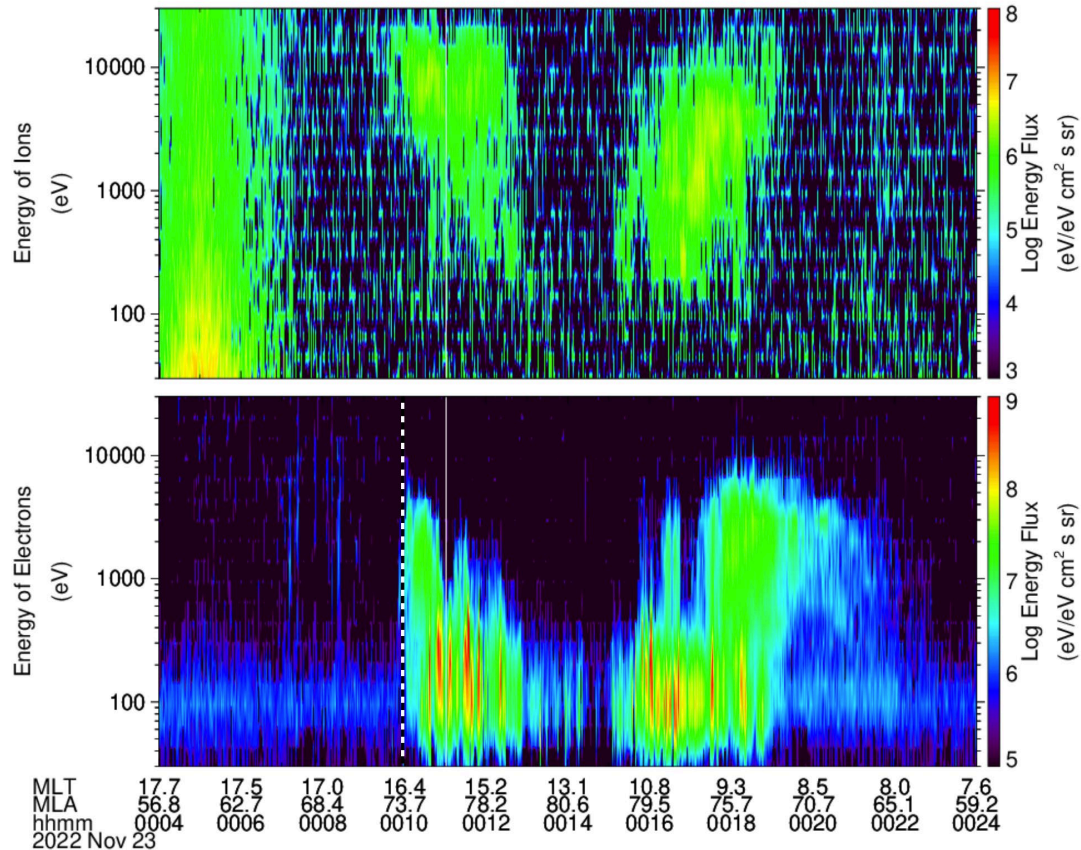 8
10000
7
1000
6
5
100
4
3
Energy of Ions
(eV)
Log Energy Flux
(eV/eV cm² s sr)
9
10000
8
1000
7
6
100
5
Energy of Electrons
(eV)
Log Energy Flux
(eV/eV cm² s sr)
MLT 17.7 17.5 17.0 16.4 15.2 13.1 10.8 9.3 8.5 8.0 7.6
MLA 56.8 62.7 68.4 73.7 78.2 80.6 79.5 75.7 70.7 65.1 59.2
hhmm 0004 0006 0008 0010 0012 0014 0016 0018 0020 0022 0024
2022 Nov 23